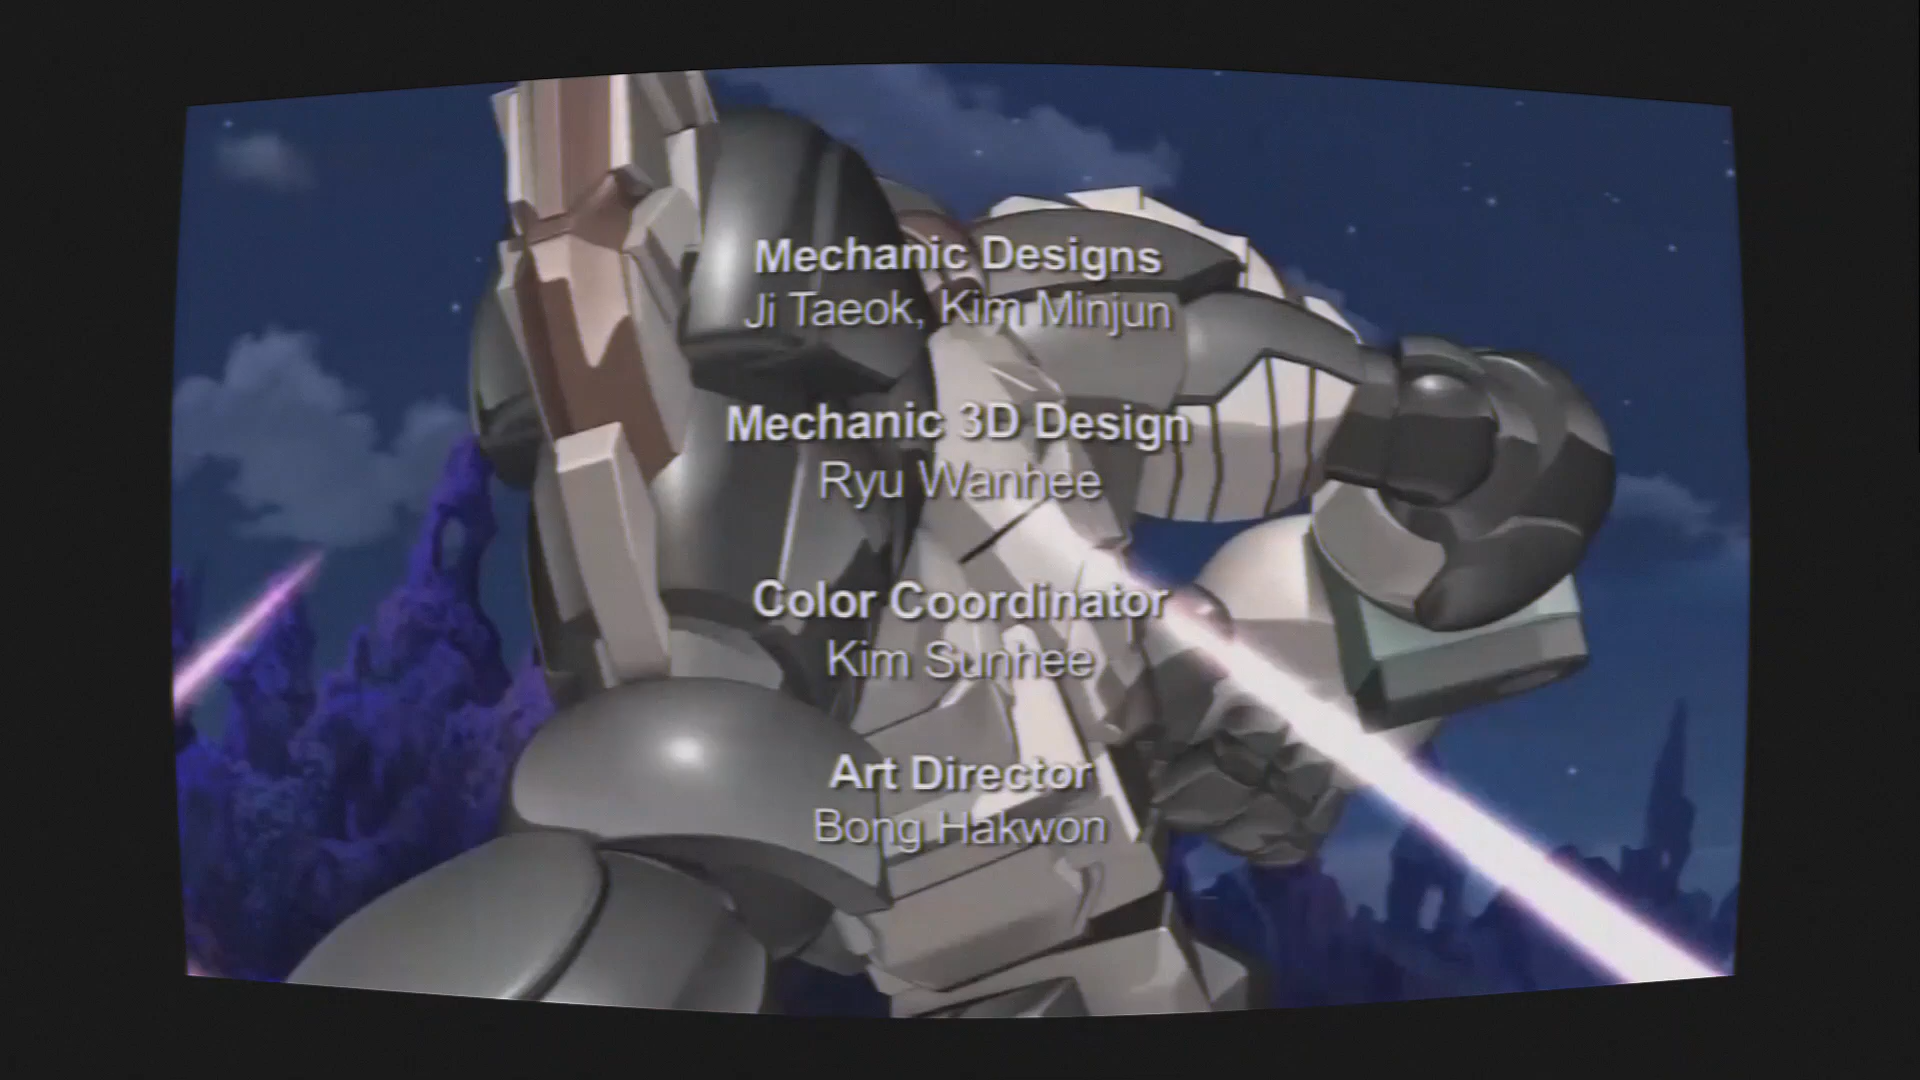 Mechanic Designs
Ji Taeok, Kim Minjun
Mechanic 3D Design
Ryu Wanhee
Color Coordinator
Kim Sunhee
Art Director
Bong Hakwon